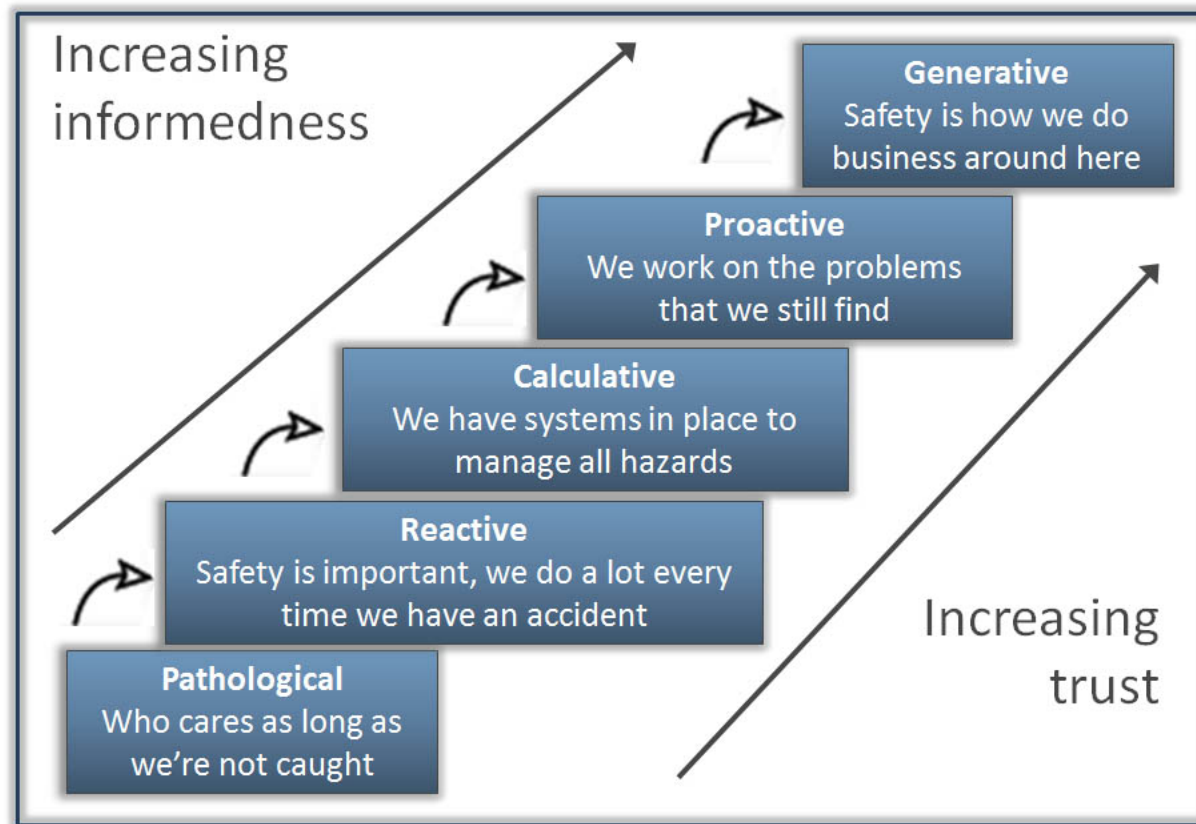 Increasing
informedness
Generative
Safety is how we do
business around here
Proactive
We work on the problems
that we still find
Calculative
We have systems in place to
manage all hazards
Reactive
Safety is important, we do a lot every
time we have an accident
Increasing
trust
Pathological
Who cares as long as
we’re not caught